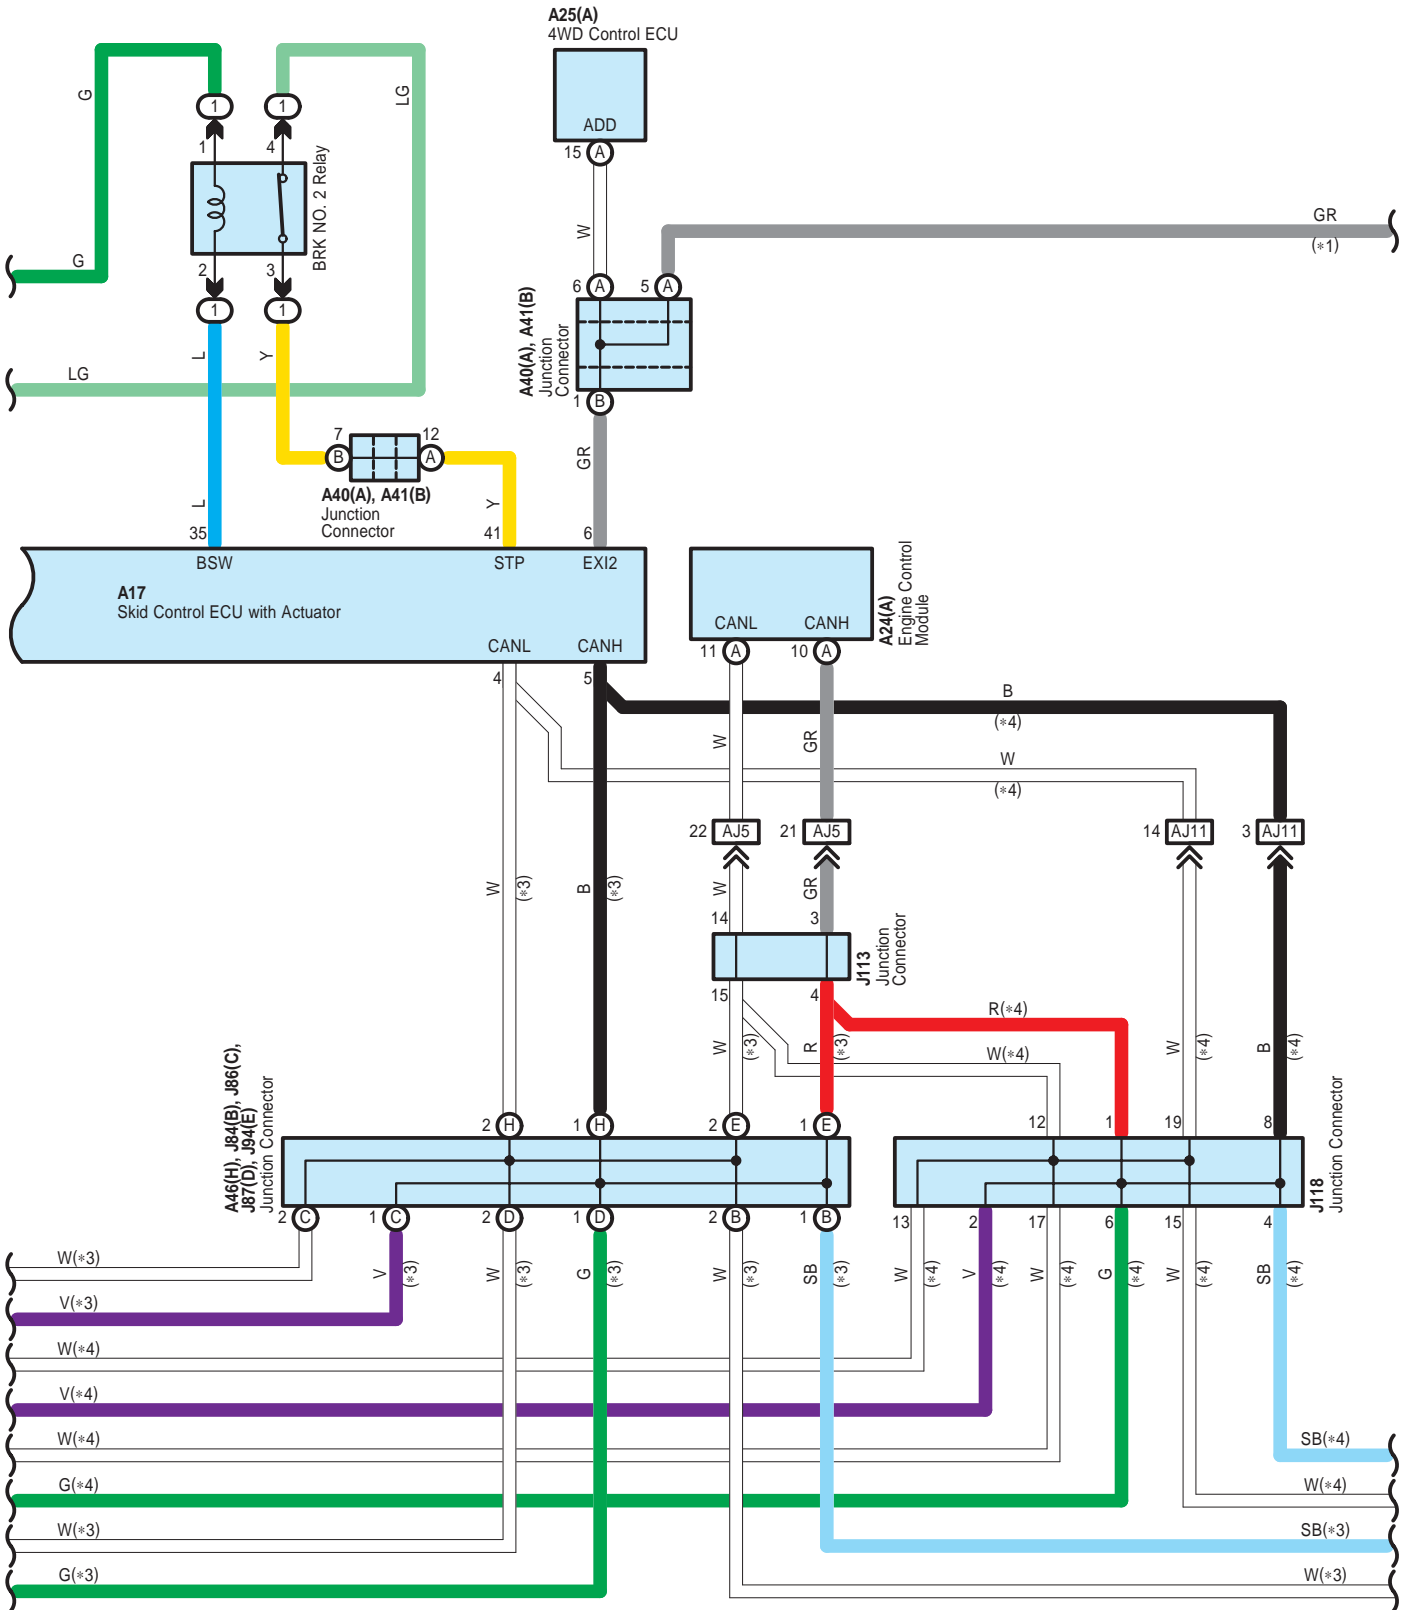 A25(A)
4WD Control ECU
ADD
15 A
W
G
LG
1 1
1 4
BRK NO. 2 Relay
G
2 3
1 1
GR
(*1)
6 A 5 A
A40(A), A41(B)
Junction
Connector
1 B
L
Y
LG
7 12
B A
A40(A), A41(B)
Junction
Connector
GR
L
Y
35 41 6
BSW STP EXI2
A17
Skid Control ECU with Actuator
CANL CANH
4 5
CANL CANH
A24(A)
Engine Control
Module
11 A 10 A
B
(*4)
W
(*4)
W
GR
22 AJ5 21 AJ5 14 AJ11 3 AJ11
W
(*3)
B
(*3)
W
GR
14 3
J113
Junction
Connector
15 4
R(*4)
W(*4)
W
(*3)
R
(*3)
W
(*4)
B
(*4)
A46(H), J84(B), J86(C),
J87(D), J94(E)
Junction Connector
2 H 1 H 2 E 1 E
12 1 19 8
J118
Junction Connector
2 C 1 C 2 D 1 D 2 B 1 B
13 2 17 6 15 4
W(*3)
V
(*3)
W
(*3)
G
(*3)
W
(*3)
SB
(*3)
W
(*4)
V
(*4)
W
(*4)
G
(*4)
W
(*4)
SB
(*4)
V(*3)
W(*4)
V(*4)
W(*4)
SB(*4)
G(*4)
W(*4)
W(*3)
SB(*3)
G(*3)
W(*3)